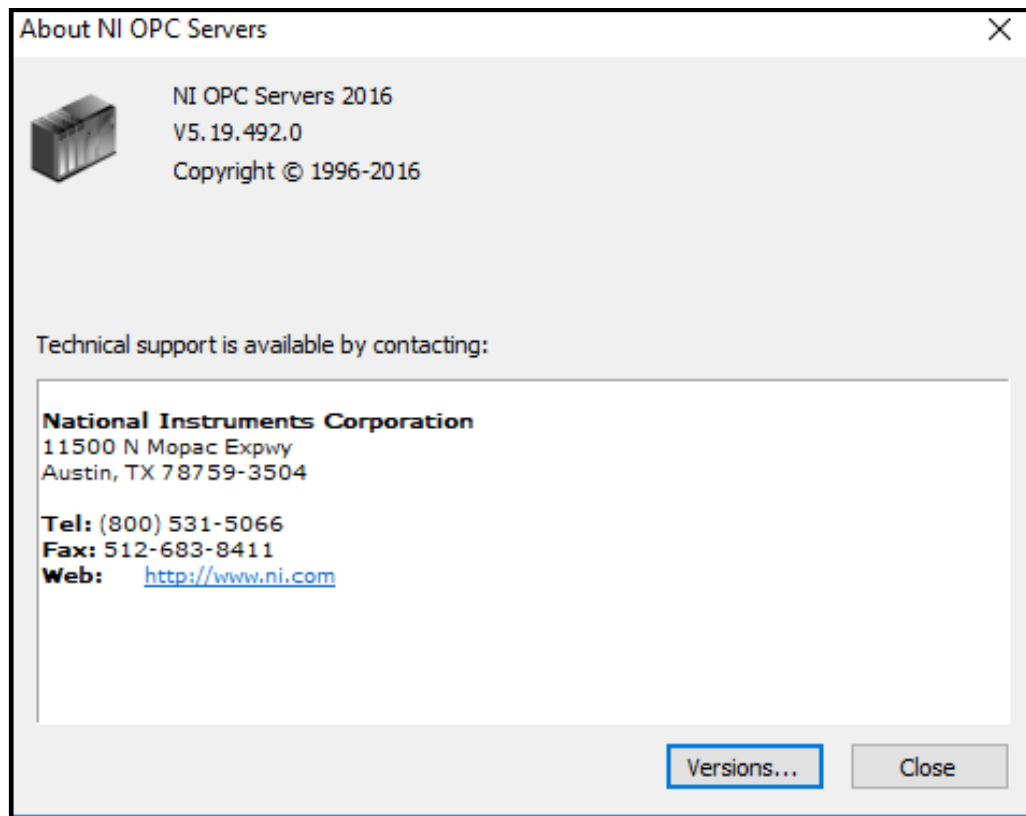 About NI OPC Servers
NI OPC Servers 2016
V5.19.492.0
Copyright © 1996-2016
Technical support is available by contacting:
National Instruments Corporation
11500 N Mopac Expwy
Austin, TX 78759-3504
Tel: (800) 531-5066
Fax: 512-683-8411
Web: http://www.ni.com
Versions... Close